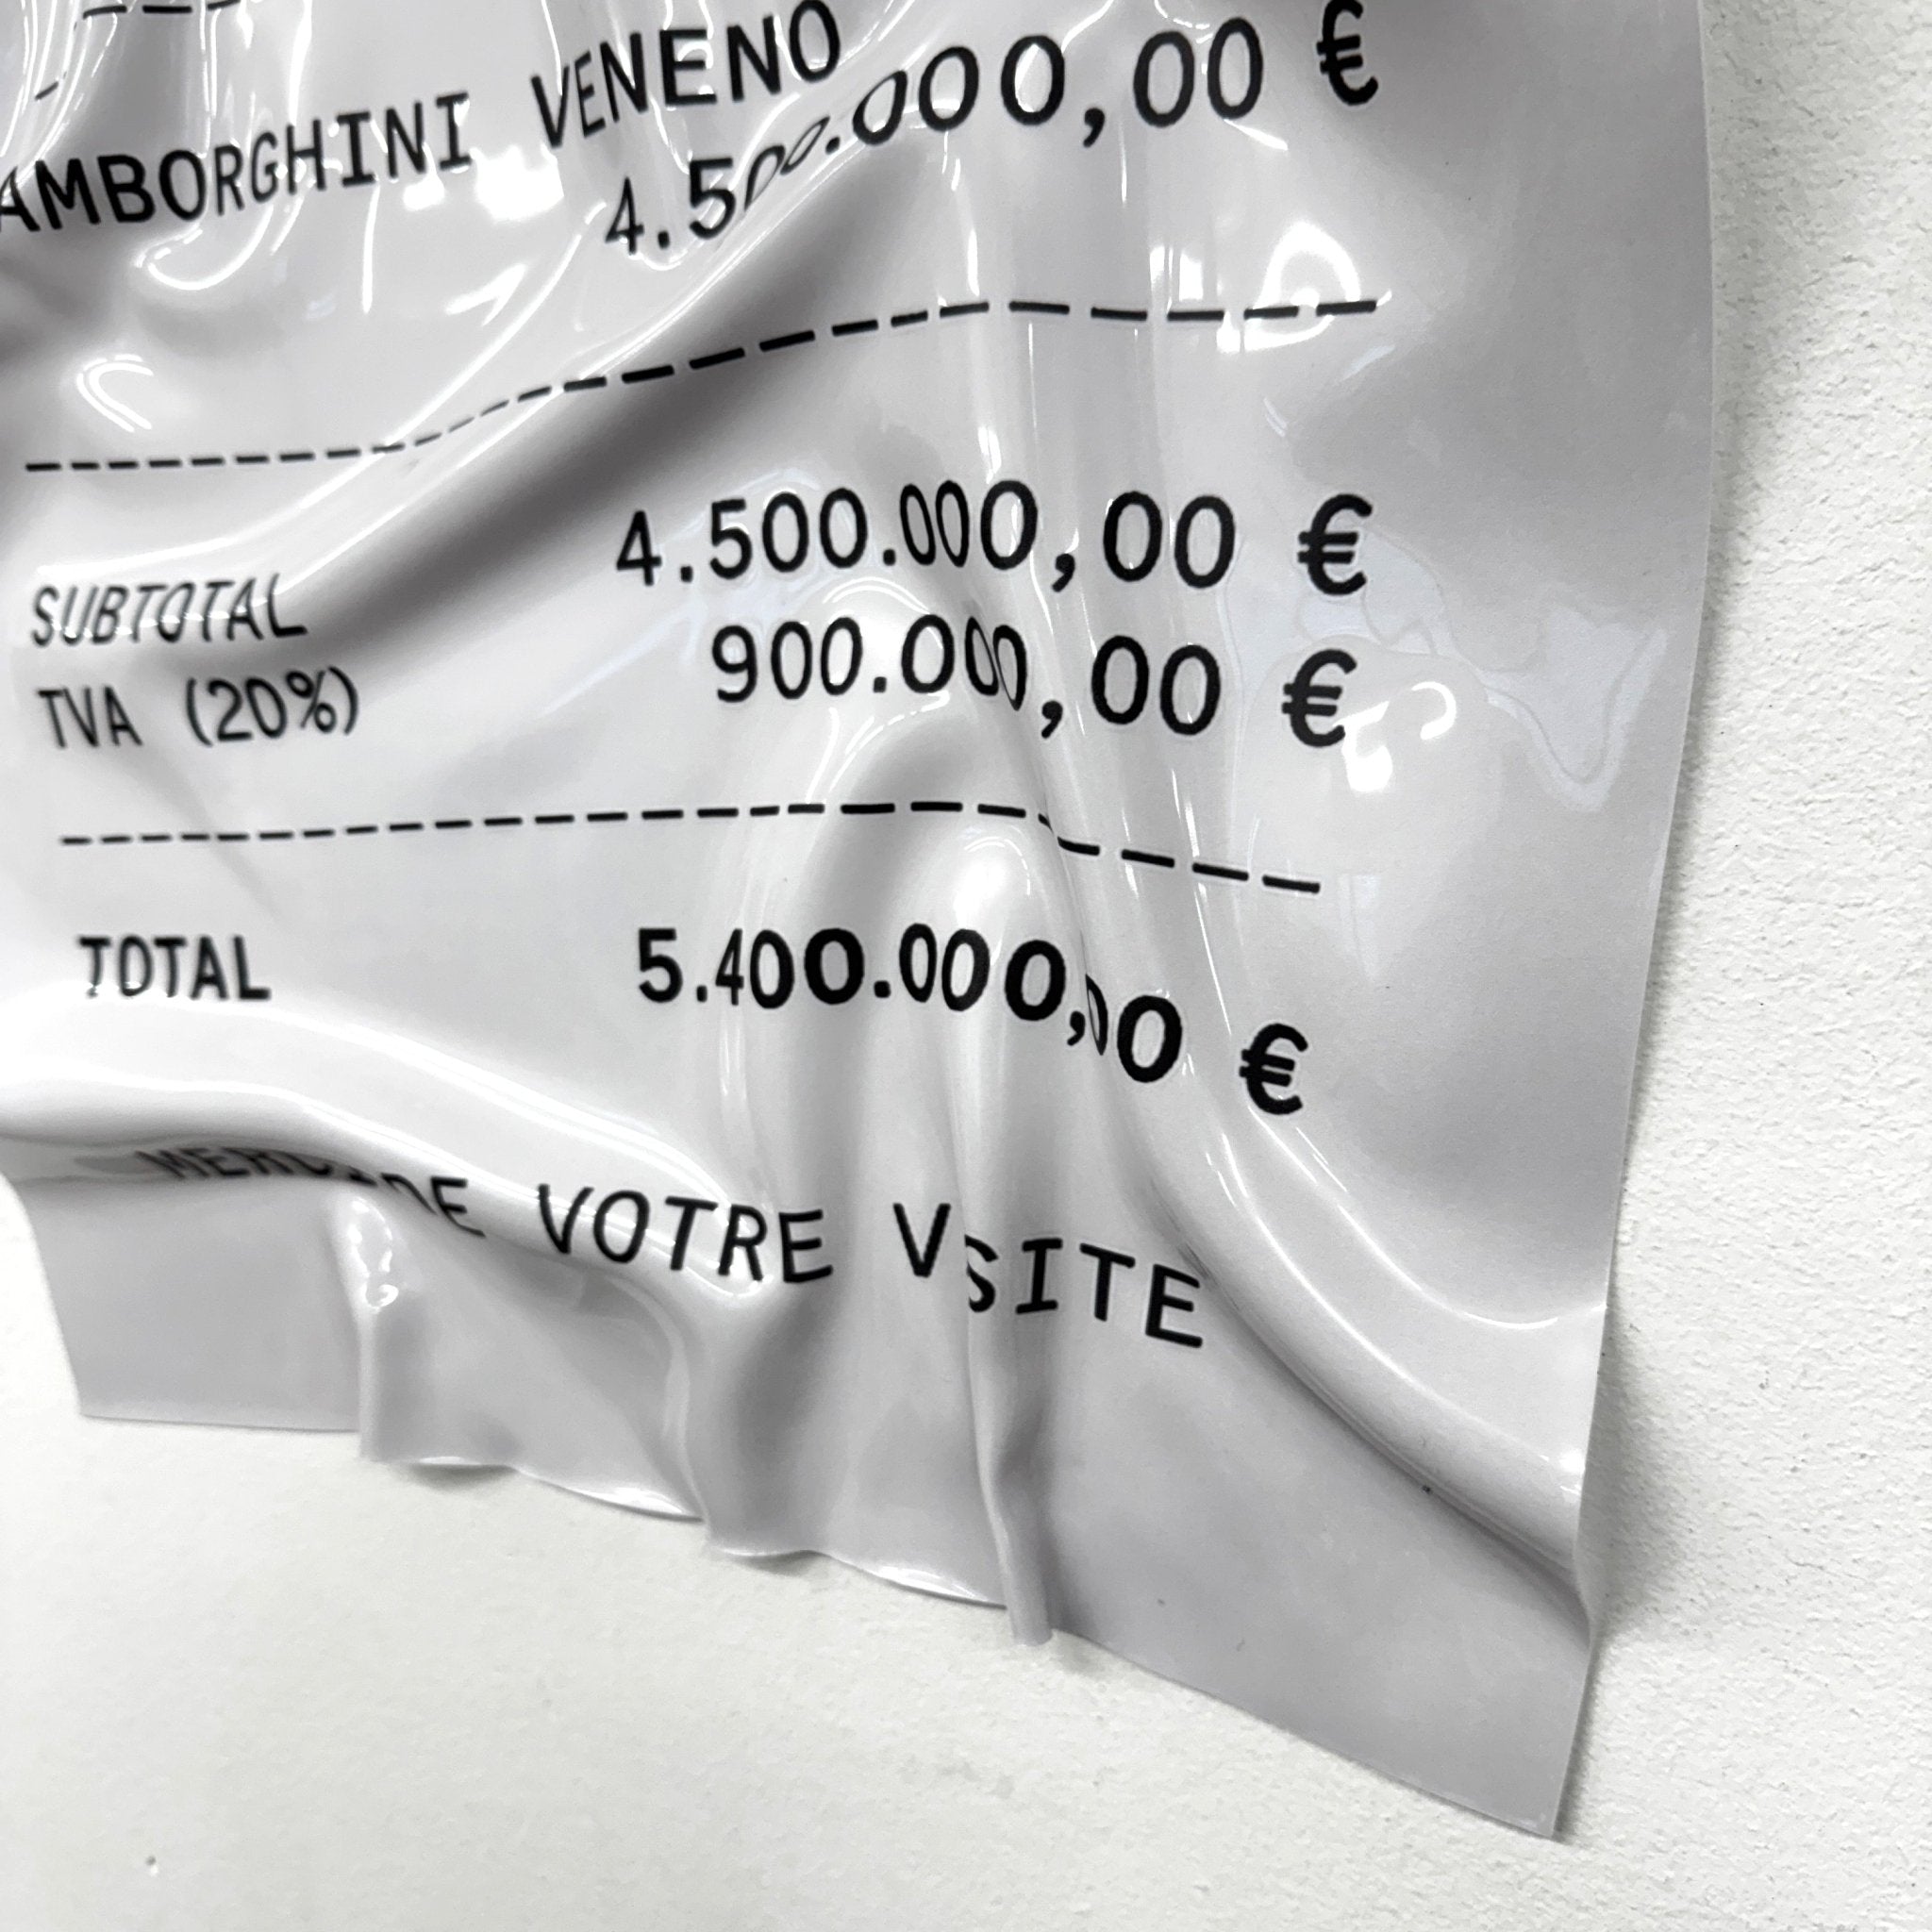 AMBORGHINI VENENO
4.500.000,00 €
SUBTOTAL 4.500.000,00 €
TVA (20%) 900.000,00 €
TOTAL 5.400.000,00 €
DE VOTRE VSITE